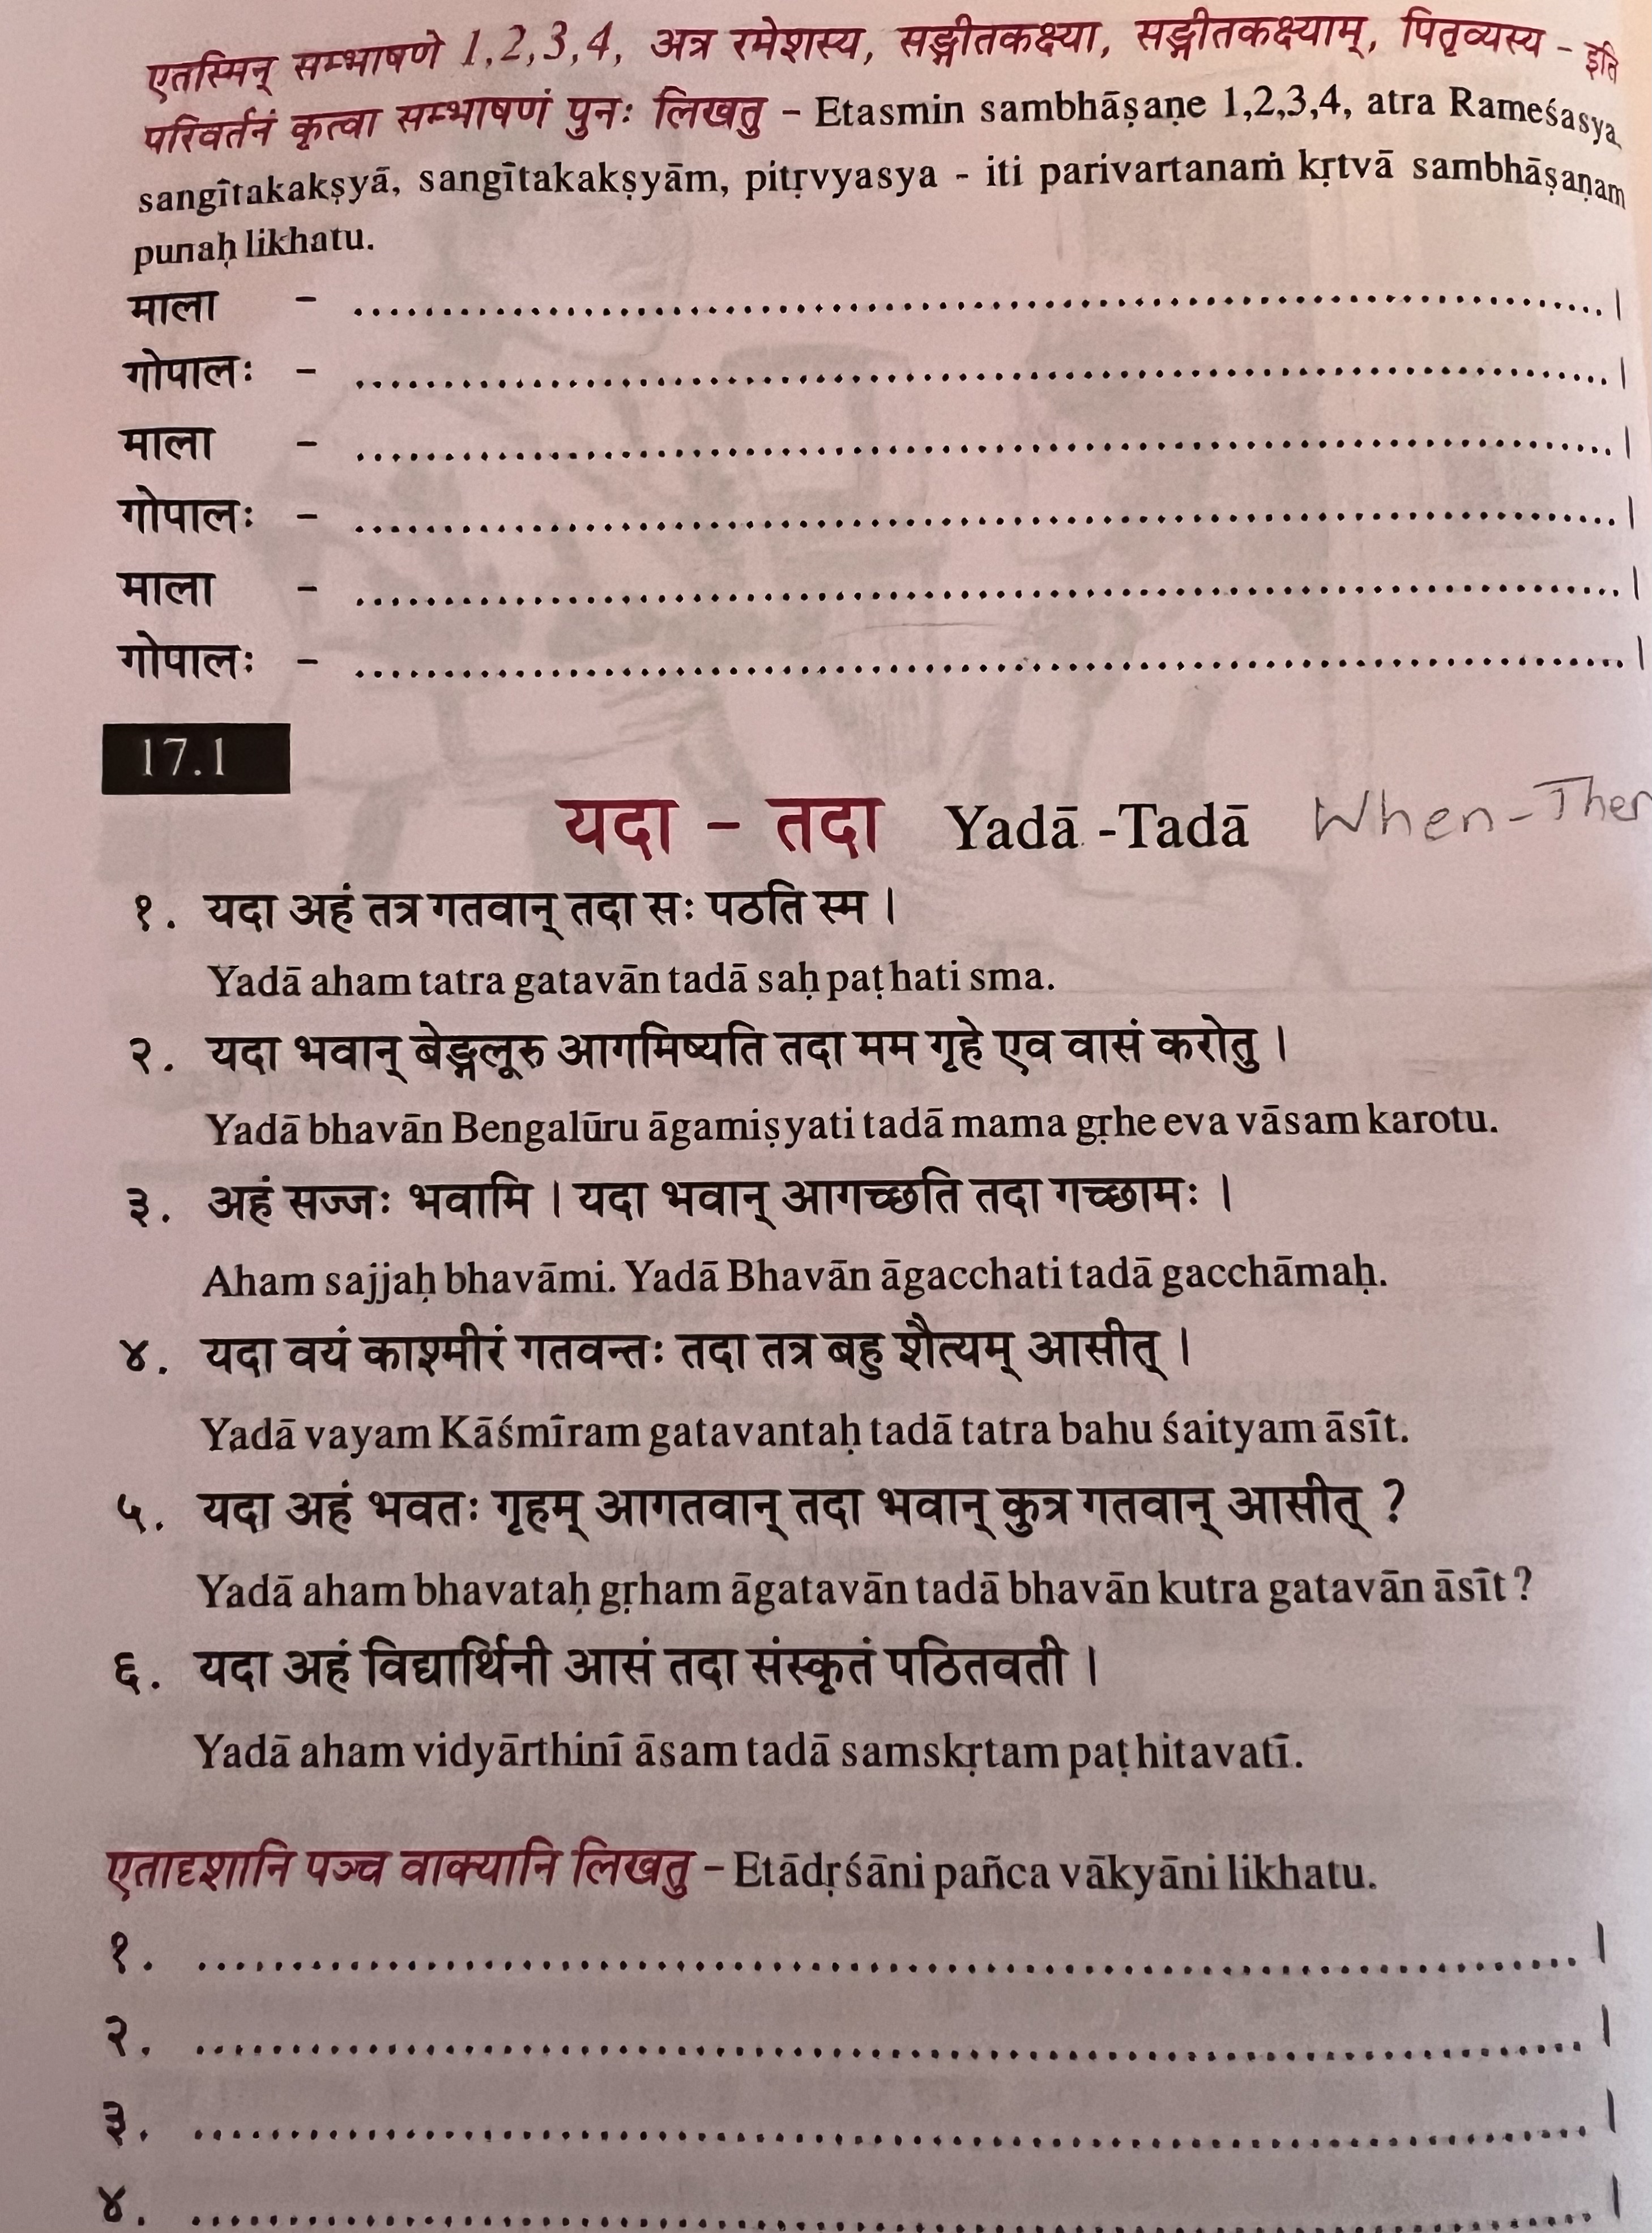 एतस्मिन् सम्भाषणे 1,2,3,4, अत्र रमेशस्य, सङ्गीतकक्ष्या, सङ्गीतकक्ष्याम्, पितृव्यस्य - इति
परिवर्तनं कृत्वा सम्भाषणं पुनः लिखतु - Etasmin sambhāṣaṇe 1,2,3,4, atra Rameśasya,
sangîtakakṣyā, sangîtakakṣyām, pitṛvyasya - iti parivartanaṁ kṛtvā sambhāṣaṇam
punaḥ likhatu.
माला - ........................................ |
गोपालः - ........................................ |
माला - ........................................ |
गोपालः - ........................................ |
माला - ........................................ |
गोपालः - ........................................ |
17.1
यदा - तदा Yadā -Tadā When-Then
१. यदा अहं तत्र गतवान् तदा सः पठति स्म ।
Yadā aham tatra gatavān tadā saḥ paṭhati sma.
२. यदा भवान् बेङ्गलूरु आगमिष्यति तदा मम गृहे एव वासं करोतु ।
Yadā bhavān Bengalūru āgamiṣyati tadā mama gṛhe eva vāsam karotu.
३. अहं सज्जः भवामि । यदा भवान् आगच्छति तदा गच्छामः ।
Aham sajjaḥ bhavāmi. Yadā Bhavān āgacchati tadā gacchāmaḥ.
४. यदा वयं काश्मीरं गतवन्तः तदा तत्र बहु शैत्यम् आसीत् ।
Yadā vayam Kāśmîram gatavantaḥ tadā tatra bahu śaityam āsît.
५. यदा अहं भवतः गृहम् आगतवान् तदा भवान् कुत्र गतवान् आसीत् ?
Yadā aham bhavataḥ gṛham āgatavān tadā bhavān kutra gatavān āsît ?
६. यदा अहं विद्यार्थिनी आसं तदा संस्कृतं पठितवती ।
Yadā aham vidyārthinî āsam tadā samskṛtam paṭhitavatî.
एतादृशानि पञ्च वाक्यानि लिखतु - Etādṛśāni pañca vākyāni likhatu.
१. ........................................ |
२. ........................................ |
३. ........................................ |
४. ........................................ |